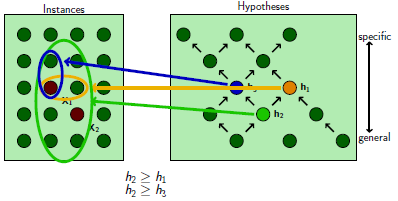 Instances
Hypotheses
specific
h₁
x₁
h₂
x₂
general
h₂ ≥ h₁
h₂ ≥ h₃